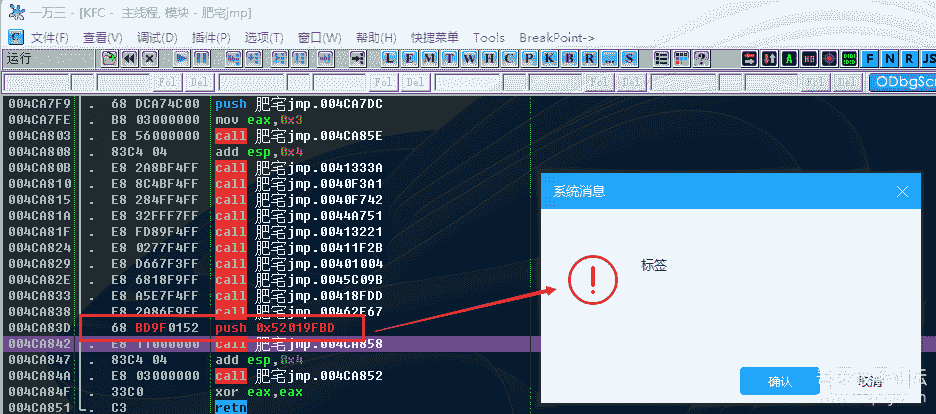 一万三 - [KFC - 主线程, 模块 - 肥宅jmp]
文件(F) 查看(V) 调试(D) 插件(P) 选项(T) 窗口(W) 帮助(H) 快捷菜单 Tools BreakPoint->
运行 L E M T W H C P K B R ... S A F N R JS
Fol Del Fol Del Fol Del Fol Del ODbgScr
004CA7F9 . 68 DCA74C00 push 肥宅jmp.004CA7DC
004CA7FE . B8 03000000 mov eax,0x3
004CA803 . E8 56000000 call 肥宅jmp.004CA85E
004CA808 . 83C4 04 add esp,0x4
004CA80B . E8 2A8BF4FF call 肥宅jmp.0041333A
004CA810 . E8 8C4BF4FF call 肥宅jmp.0040F3A1
004CA815 . E8 284FF4FF call 肥宅jmp.0040F742
004CA81A . E8 32FFF7FF call 肥宅jmp.0044A751
004CA81F . E8 FD89F4FF call 肥宅jmp.00413221
004CA824 . E8 0277F4FF call 肥宅jmp.00411F2B
004CA829 . E8 D667F3FF call 肥宅jmp.00401004
004CA82E . E8 6818F9FF call 肥宅jmp.0045C09B
004CA833 . E8 A5E7F4FF call 肥宅jmp.00418FDD
004CA838 . E8 2A86F9FF call 肥宅jmp.00462E67
004CA83D . 68 BD9F0152 push 0x52019FBD
004CA842 . E8 11000000 call 肥宅jmp.004CA858
004CA847 . 83C4 04 add esp,0x4
004CA84A . E8 03000000 call 肥宅jmp.004CA852
004CA84F . 33C0 xor eax,eax
004CA851 . C3 retn
系统消息
标签
确认 取消